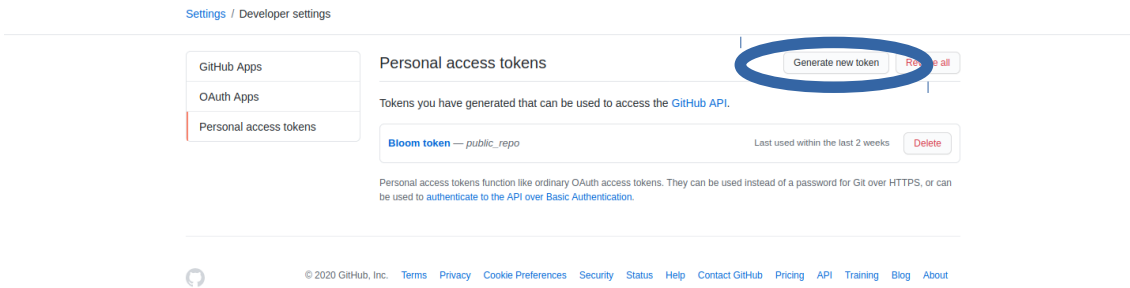 Settings / Developer settings
GitHub Apps
OAuth Apps
Personal access tokens
Personal access tokens
Generate new token
all
Tokens you have generated that can be used to access the GitHub API.
Bloom token — public_repo
Last used within the last 2 weeks
Delete
Personal access tokens function like ordinary OAuth access tokens. They can be used instead of a password for Git over HTTPS, or can
be used to authenticate to the API over Basic Authentication.
© 2020 GitHub, Inc. Terms Privacy Cookie Preferences Security Status Help Contact GitHub Pricing API Training Blog About